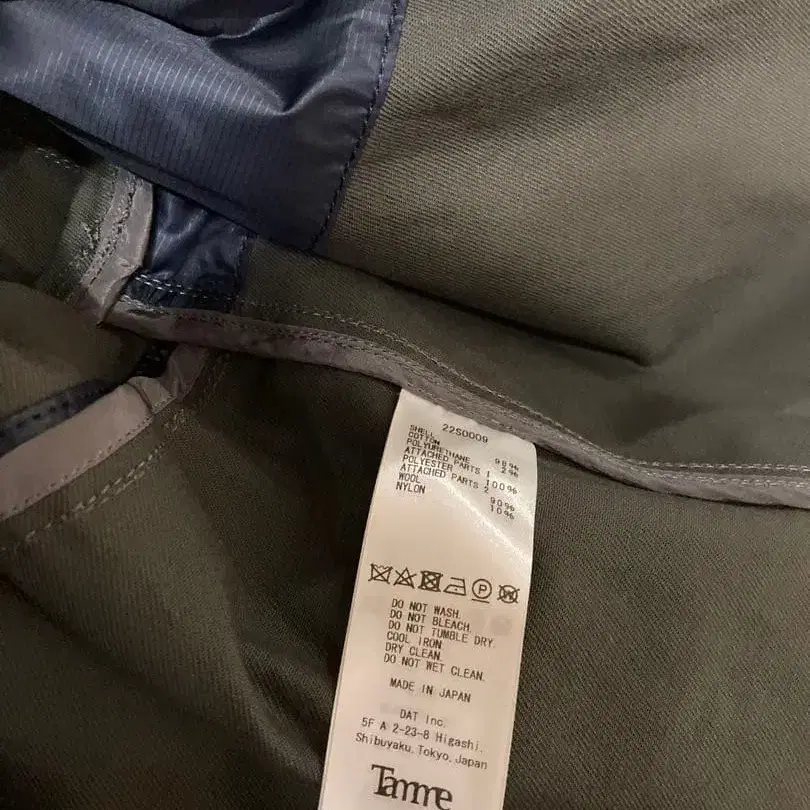 22S0009
SHELL
COTTON 98%
POLYURETHANE 2%
ATTACHED PARTS 1
POLYESTER 100%
ATTACHED PARTS 2
WOOL 90%
NYLON 10%
P
DO NOT WASH.
DO NOT BLEACH.
DO NOT TUMBLE DRY.
COOL IRON.
DRY CLEAN.
DO NOT WET CLEAN.
MADE IN JAPAN
DAT Inc.
5F A 2-23-8 Higashi,
Shibuyaku, Tokyo, Japan
Tamme